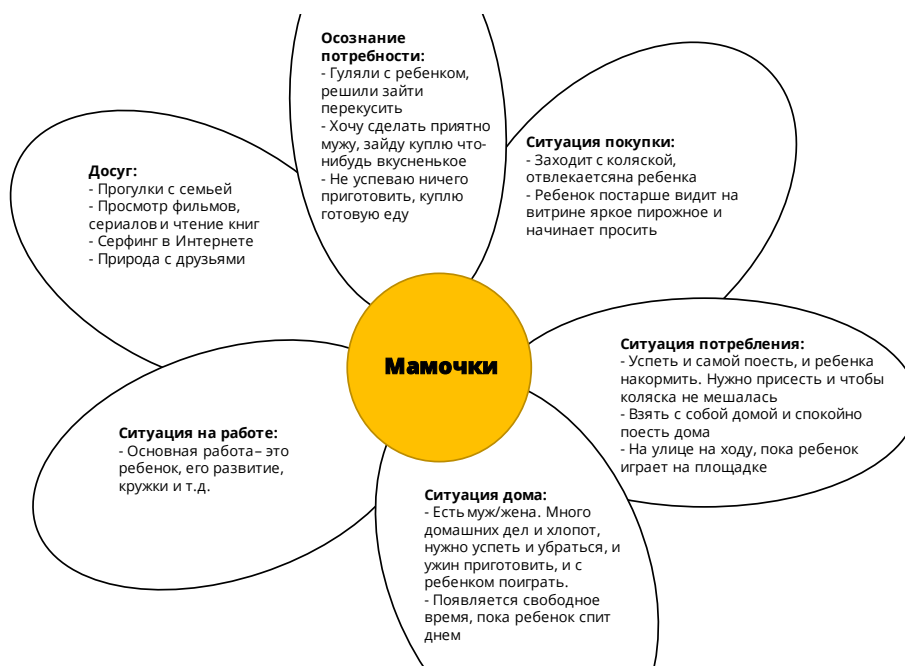 Осознание
потребности:
- Гуляли с ребенком,
решили зайти
перекусить
- Хочу сделать приятно
мужу, зайду куплю что-
нибудь вкусненькое
- Не успеваю ничего
приготовить, куплю
готовую еду
Ситуация покупки:
- Заходит с коляской,
отвлекаетсяна ребенка
- Ребенок постарше видит на
витрине яркое пирожное и
начинает просить
Досуг:
- Прогулки с семьей
- Просмотр фильмов,
сериалов и чтение книг
- Серфинг в Интернете
- Природа с друзьями
Мамочки
Ситуация потребления:
- Успеть и самой поесть, и ребенка
накормить. Нужно присесть и чтобы
коляска не мешалась
- Взять с собой домой и спокойно
поесть дома
- На улице на ходу, пока ребенок
играет на площадке
Ситуация на работе:
- Основная работа– это
ребенок, его развитие,
кружки и т.д.
Ситуация дома:
- Есть муж/жена. Много
домашних дел и хлопот,
нужно успеть и убраться, и
ужин приготовить, и с
ребенком поиграть.
- Появляется свободное
время, пока ребенок спит
днем